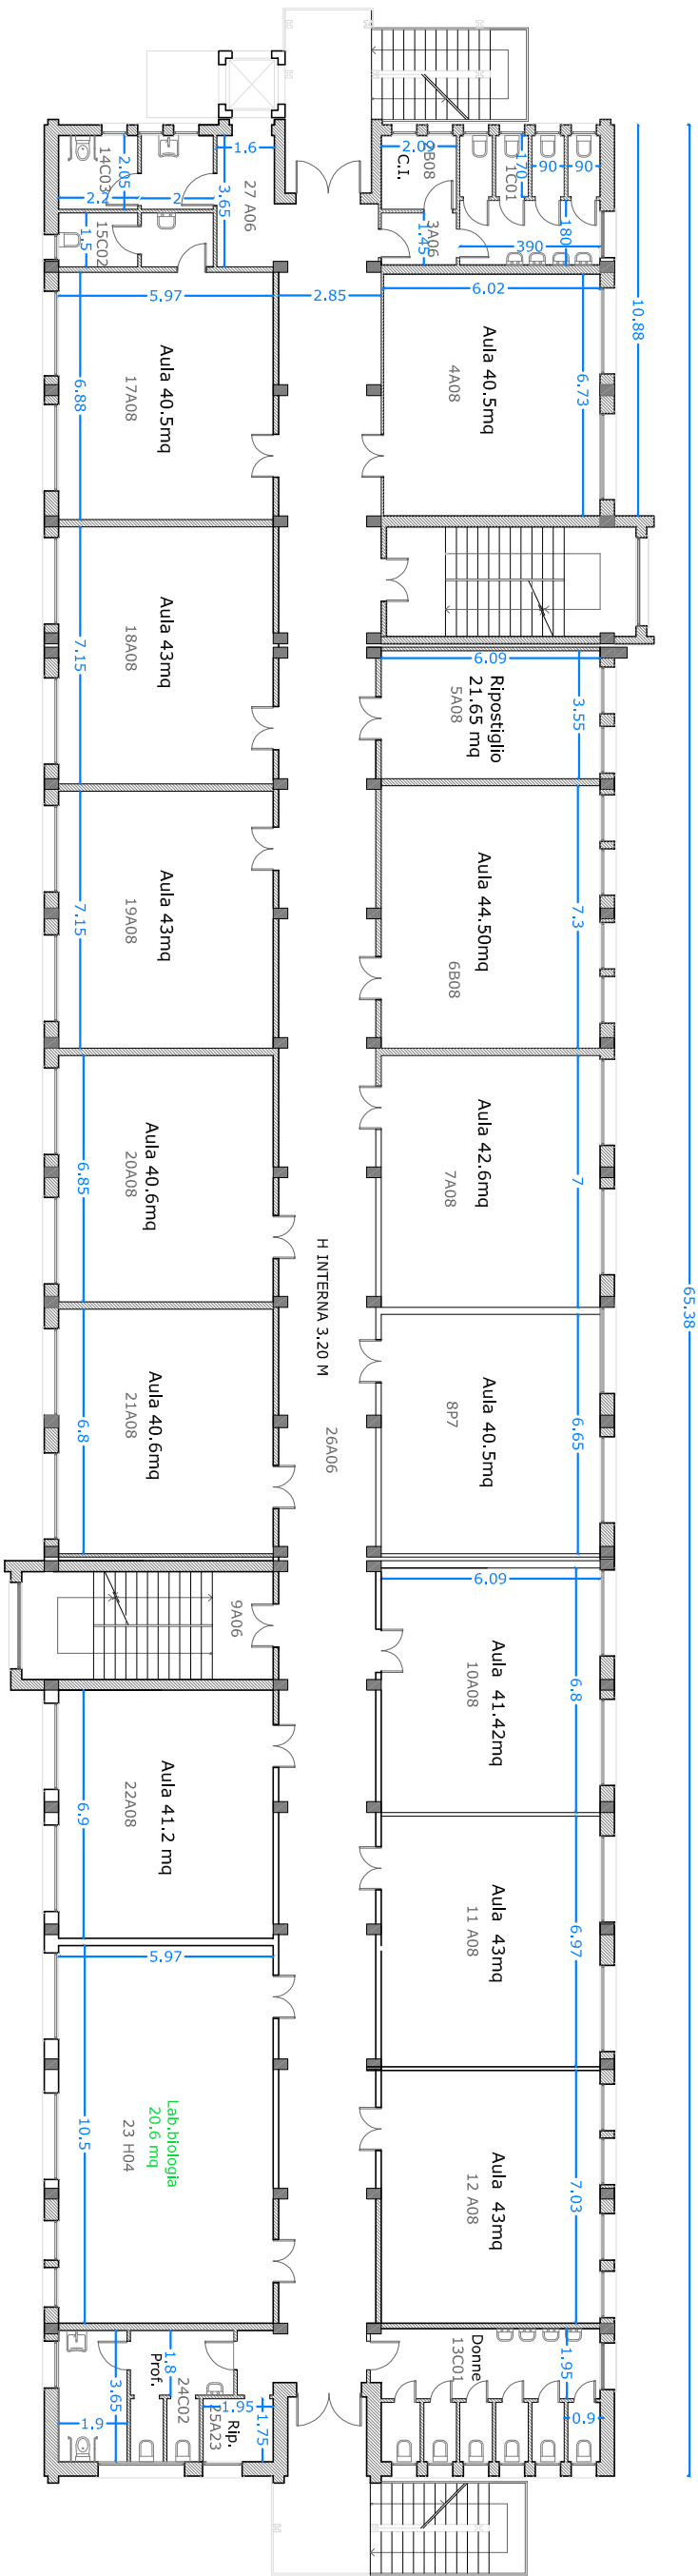 14C03
2.05
2.2
2
1.6
3.65
27 A06
15C02
1.5
5.97
2.85
2.09
2B08
C.I.
170
1C01
90
90
3A06
1.45
390
180
6.02
10.88
Aula 40.5mq
17A08
6.88
Aula 40.5mq
4A08
6.73
Aula 43mq
18A08
7.15
6.09
Ripostiglio
21.65 mq
5A08
3.55
Aula 43mq
19A08
7.15
Aula 44.50mq
6B08
7.3
Aula 40.6mq
20A08
6.85
Aula 42.6mq
7A08
7
H INTERNA 3.20 M
26A06
65.38
Aula 40.6mq
21A08
6.8
Aula 40.5mq
8P7
6.65
9A06
6.09
Aula 41.42mq
10A08
6.8
Aula 41.2 mq
22A08
6.9
Aula 43mq
11 A08
6.97
5.97
Lab.biologia
20.6 mq
23 H04
10.5
Aula 43mq
12 A08
7.03
Donne
13C01
1.95
0.9
1.8
Prof.
24C02
3.65
1.9
1.95
Rip.
25A23
1.75